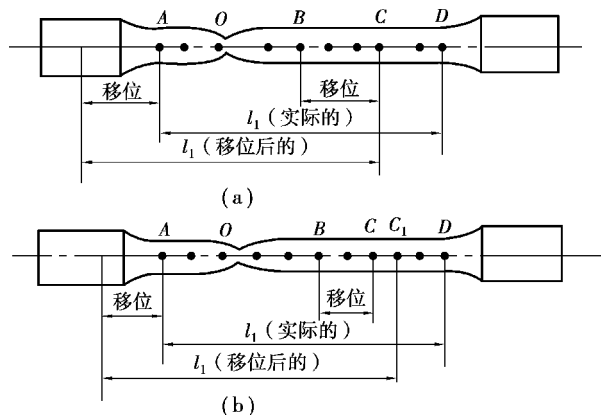 A O B C D
移位 移位
l₁（实际的）
l₁（移位后的）
(a)
A O B C C₁ D
移位 移位
l₁（实际的）
l₁（移位后的）
(b)